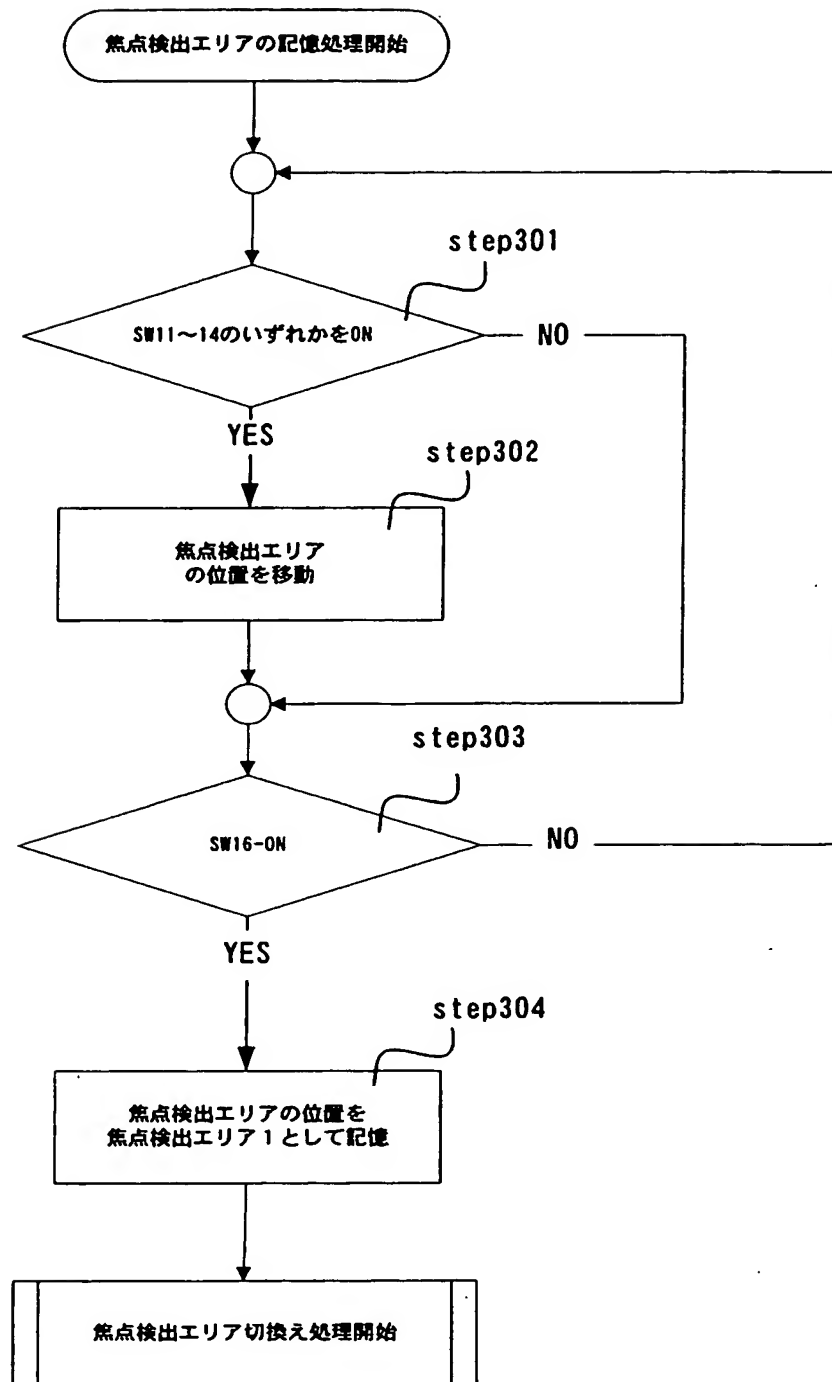 焦点検出エリアの記憶処理開始
step301
SW11～14のいずれかをON
NO
YES
step302
焦点検出エリア
の位置を移動
step303
SW16-ON
NO
YES
step304
焦点検出エリアの位置を
焦点検出エリア1として記憶
焦点検出エリア切換え処理開始